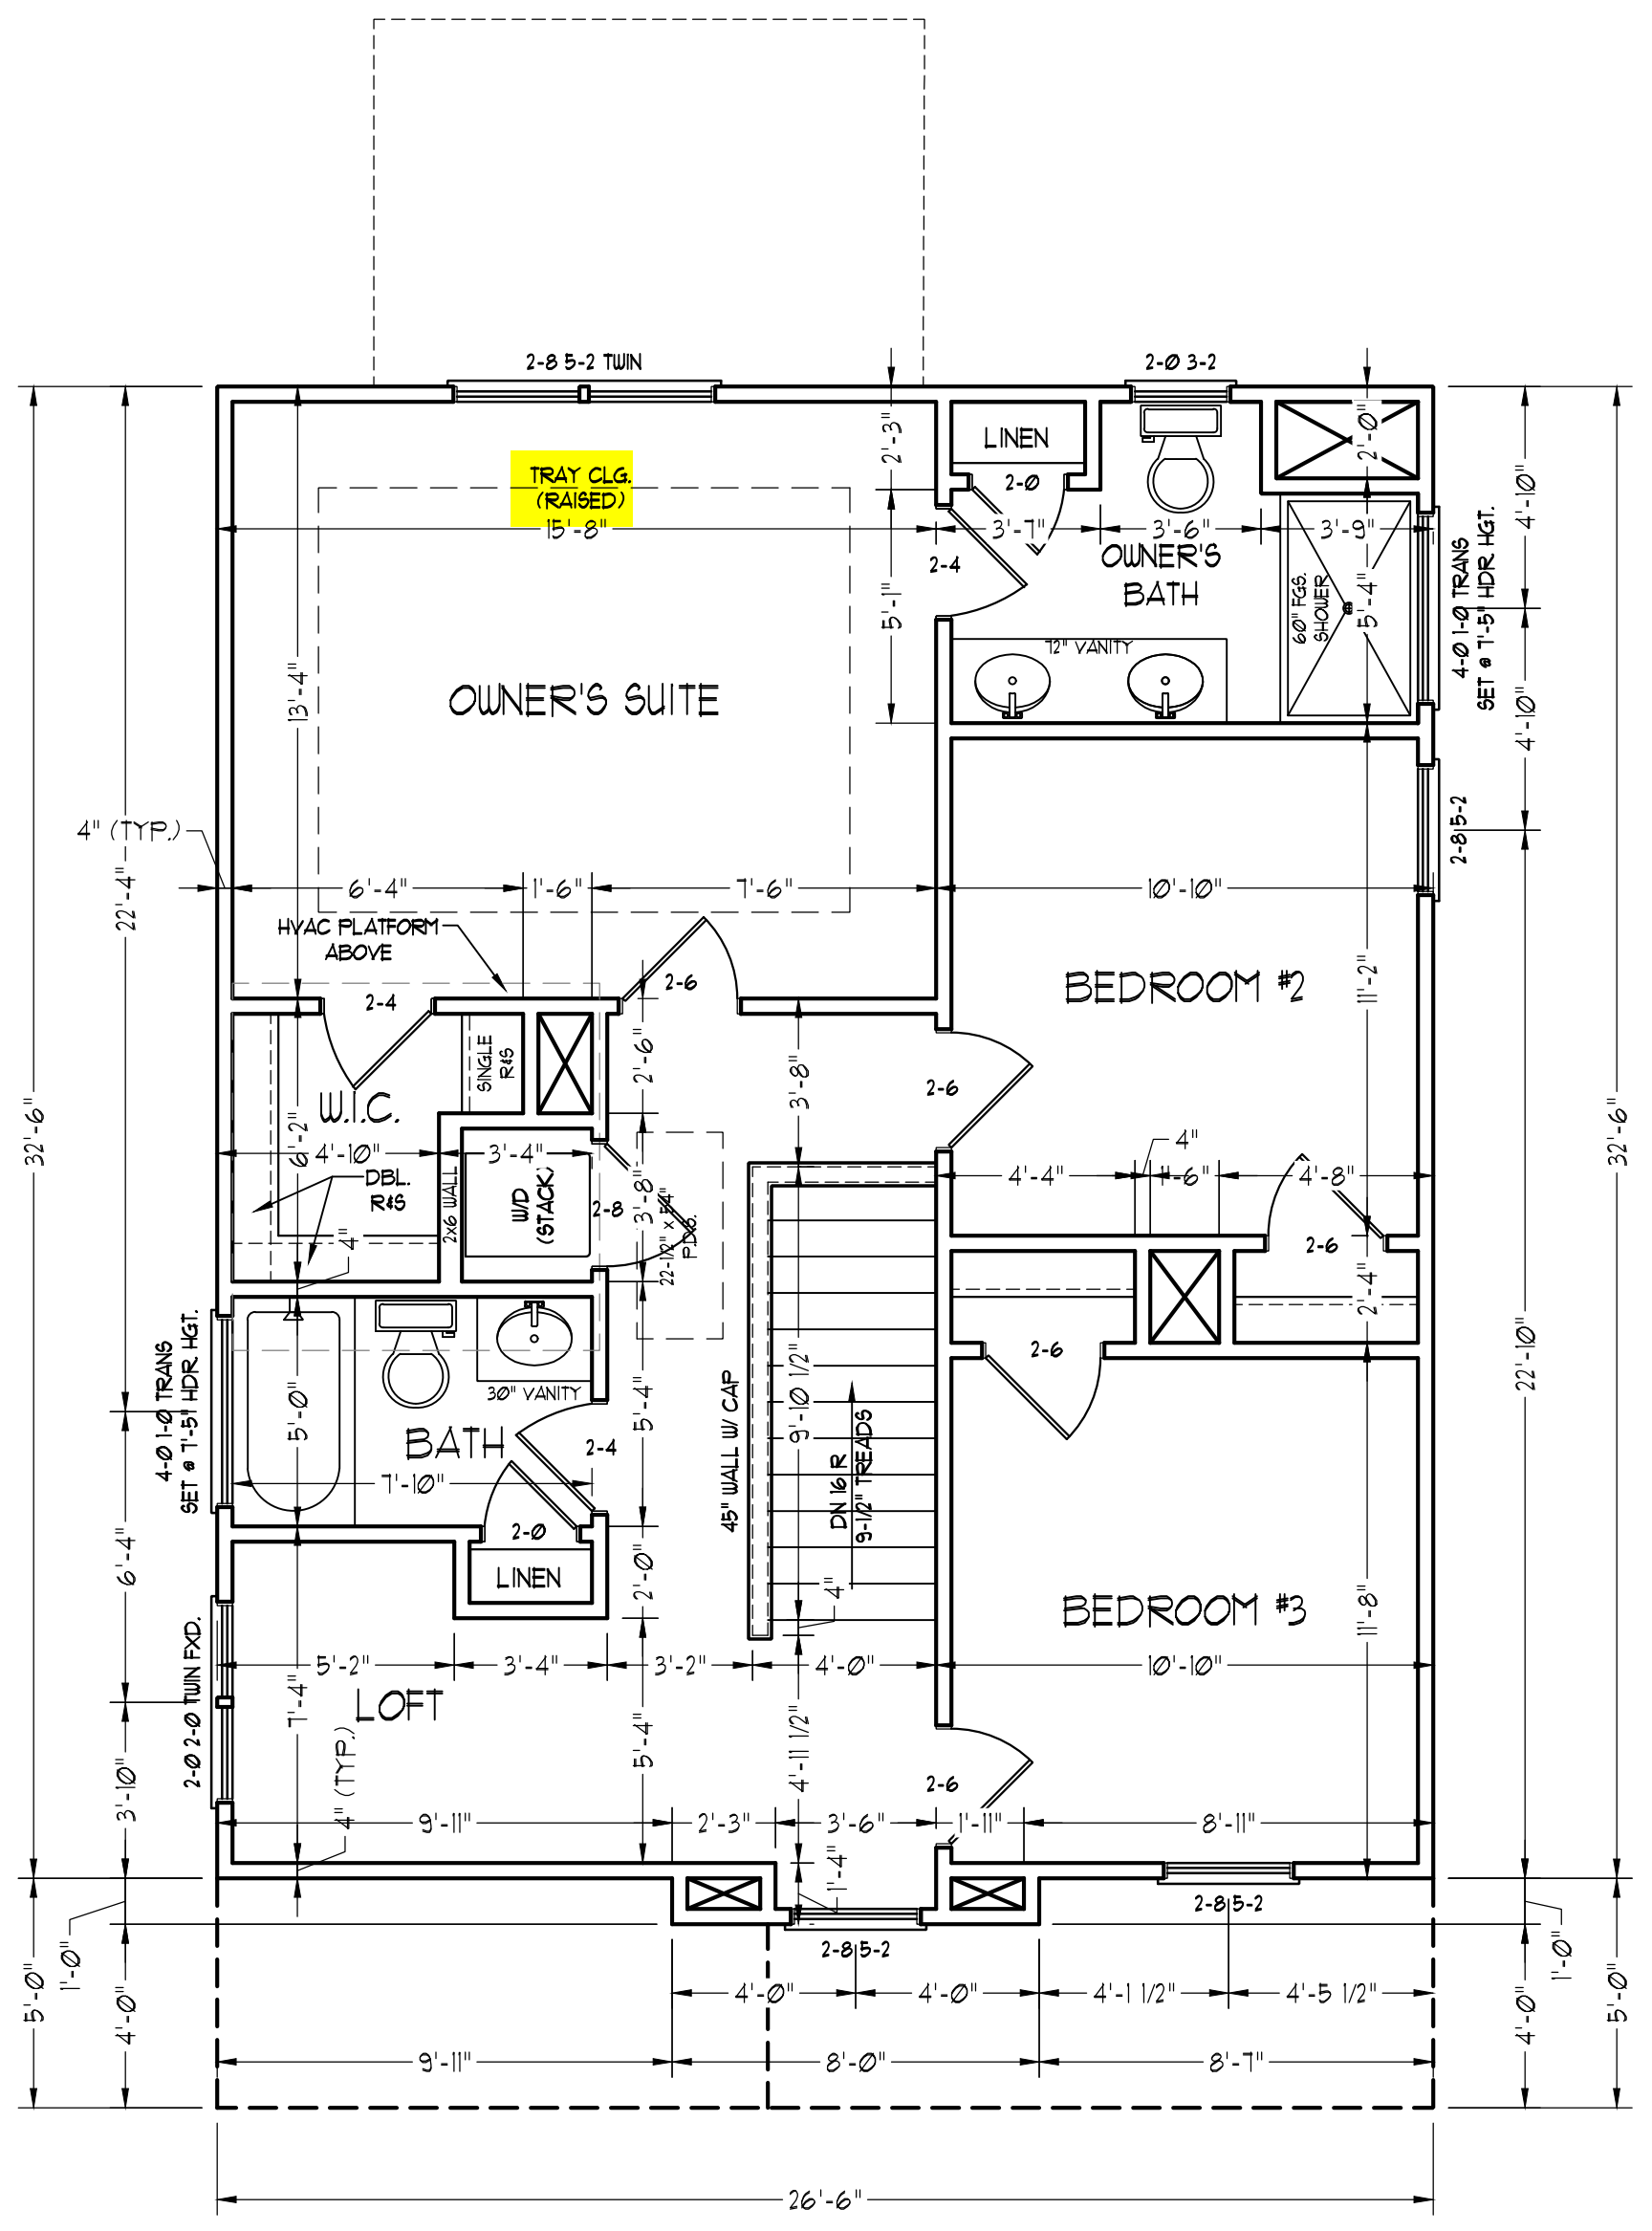 2-8 5-2 TWIN
2-0 3-2
LINEN
2'-3"
2'-0"
4'-10"
TRAY CLG.
(RAISED)
2-0
15'-8"
3'-7"
3'-6"
3'-9"
2-4
OWNER'S
BATH
4-0 1-0 TRANS
SET @ 7'-5" HDR HGT.
60" FGS.
SHOWER
5'-4"
5'-1"
72" VANITY
13'-4"
OWNER'S SUITE
4'-10"
4" (TYP.)
2-8 5-2
22'-4"
6'-4"
1'-6"
7'-6"
10'-10"
HVAC PLATFORM
ABOVE
2-4
2-6
BEDROOM #2
11'-2"
32'-6"
32'-6"
SINGLE
R&S
2'-6"
3'-8"
2-6
W.I.C.
6'-2"
4'-10"
3'-4"
4"
DBL.
R&S
2x6 WALL
W/D
(STACK)
2-8
3'-8"
22-1/2" x 54"
P.D.S.
4'-4"
1'-6"
4'-8"
4"
2-6
2'-4"
4-0 1-0 TRANS
SET @ 7'-5" HDR HGT.
2-6
22'-10"
30" VANITY
5'-0"
BATH
7'-10"
2-4
5'-4"
45" WALL W/ CAP
9'-10 1/2"
DN 16 R
9-1/2" TREADS
2-0
LINEN
2'-0"
4"
6'-4"
BEDROOM #3
11'-8"
2-0 2-0 TWIN FXD.
5'-2"
3'-4"
3'-2"
4'-0"
10'-10"
LOFT
7'-4"
4" (TYP.)
5'-4"
4'-11 1/2"
2-6
3'-10"
9'-11"
2'-3"
3'-6"
1'-11"
8'-11"
1'-4"
2-8 5-2
2-8 5-2
1'-0"
1'-0"
5'-0"
4'-0"
4'-0"
4'-0"
4'-1 1/2"
4'-5 1/2"
4'-0"
5'-0"
9'-11"
8'-0"
8'-7"
26'-6"